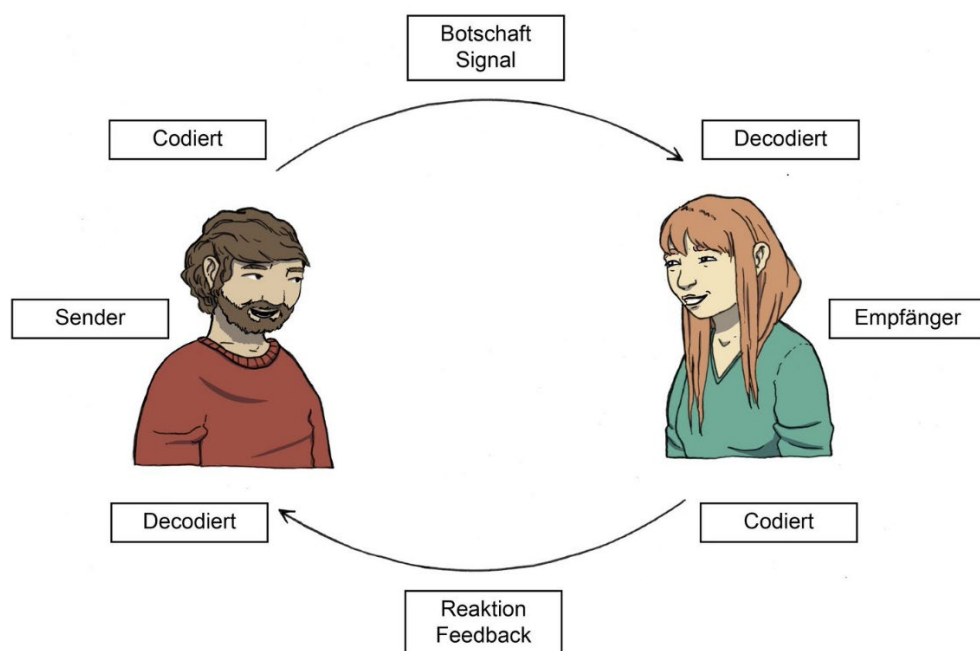 Botschaft
Signal
Codiert
Decodiert
Sender
Empfänger
Decodiert
Codiert
Reaktion
Feedback